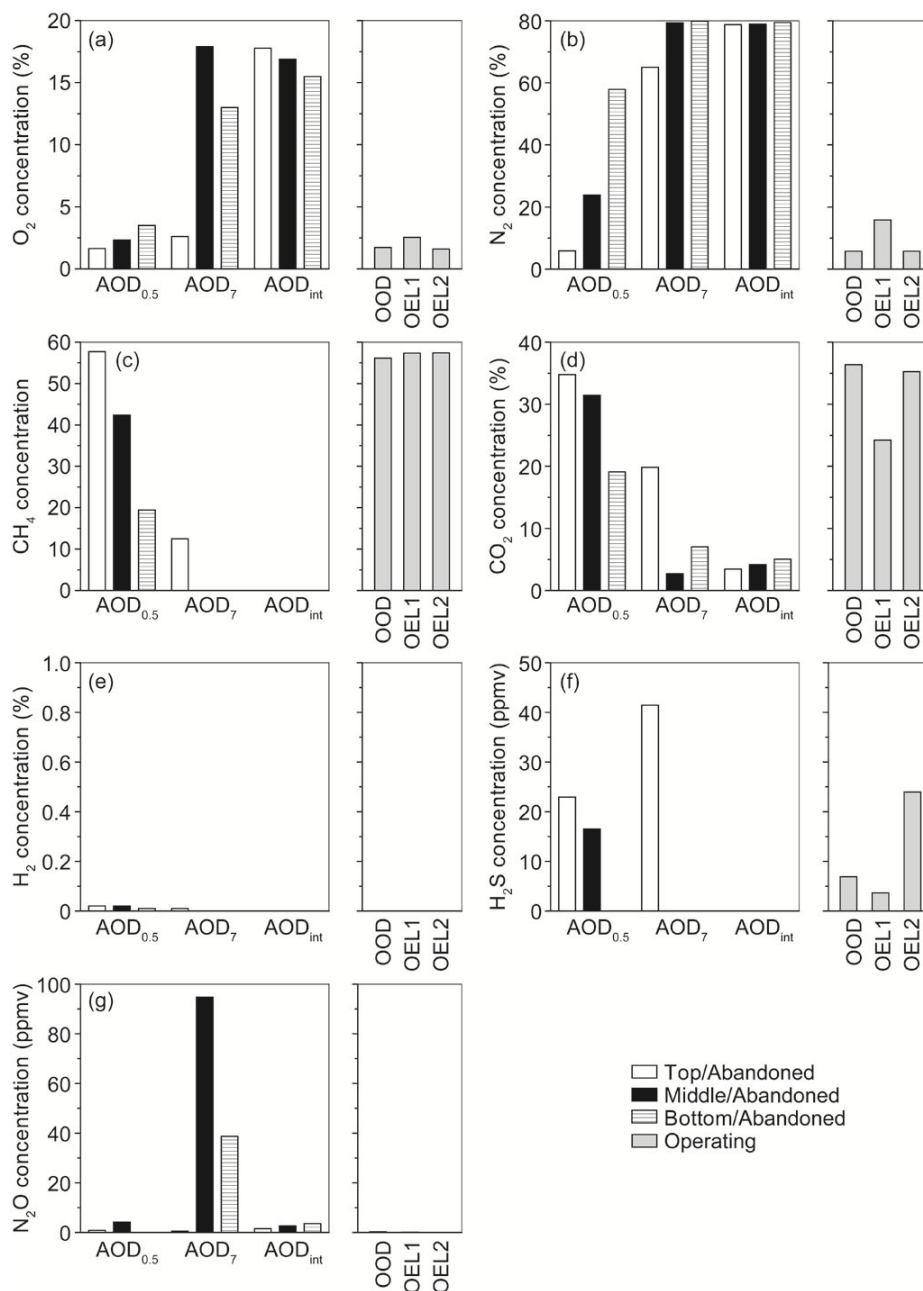 (a)
O₂ concentration (%)
20
15
10
5
0
AOD₀.₅ AOD₇ AODᵢₙₜ
OOD
OEL1
OEL2
(b)
N₂ concentration (%)
80
60
40
20
0
AOD₀.₅ AOD₇ AODᵢₙₜ
OOD
OEL1
OEL2
(c)
CH₄ concentration
60
50
40
30
20
10
0
AOD₀.₅ AOD₇ AODᵢₙₜ
OOD
OEL1
OEL2
(d)
CO₂ concentration (%)
40
30
20
10
0
AOD₀.₅ AOD₇ AODᵢₙₜ
OOD
OEL1
OEL2
(e)
H₂ concentration (%)
1.0
0.8
0.6
0.4
0.2
0
AOD₀.₅ AOD₇ AODᵢₙₜ
OOD
OEL1
OEL2
(f)
H₂S concentration (ppmv)
50
40
30
20
10
0
AOD₀.₅ AOD₇ AODᵢₙₜ
OOD
OEL1
OEL2
(g)
N₂O concentration (ppmv)
100
80
60
40
20
0
AOD₀.₅ AOD₇ AODᵢₙₜ
OOD
OEL1
OEL2
Top/Abandoned
Middle/Abandoned
Bottom/Abandoned
Operating